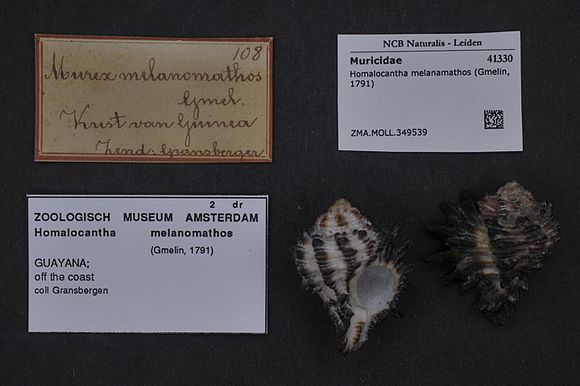 108
Murex melanomathos
Gmel.
Kust van Guinea
Zend: Gransberger
NCB Naturalis - Leiden
Muricidae 41330
Homalocantha melanamathos (Gmelin,
1791)
ZMA.MOLL.349539
2 dr
ZOOLOGISCH MUSEUM AMSTERDAM
Homalocantha melanomathos
(Gmelin, 1791)
GUAYANA;
off the coast
coll Gransbergen